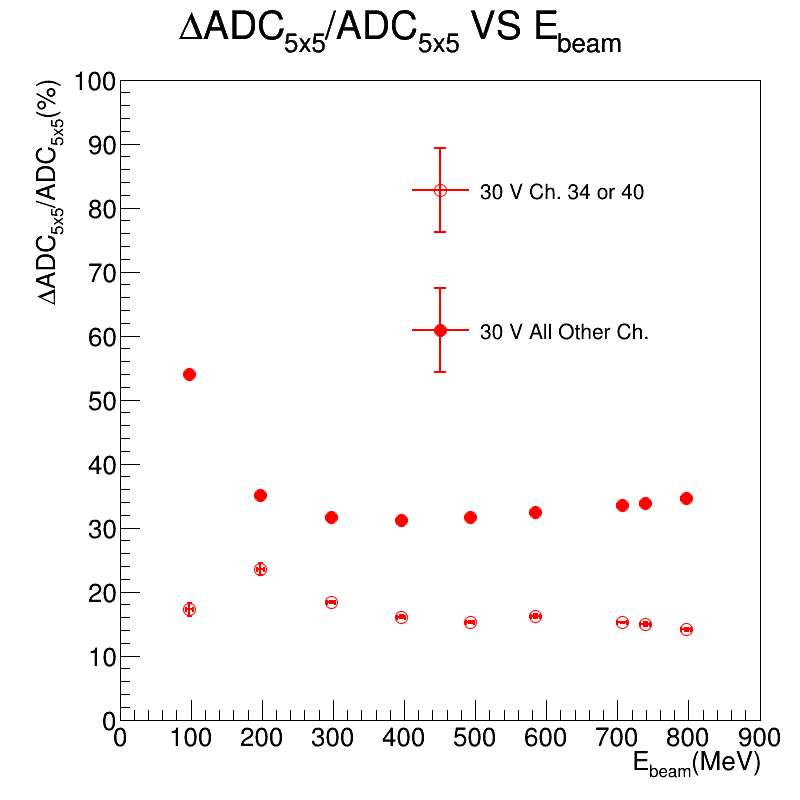 ΔADC5x5/ADC5x5 VS Ebeam
ΔADC5x5/ADC5x5(%)
100
90
80
70
60
50
40
30
20
10
0
30 V Ch. 34 or 40
30 V All Other Ch.
0 100 200 300 400 500 600 700 800 900
Ebeam(MeV)